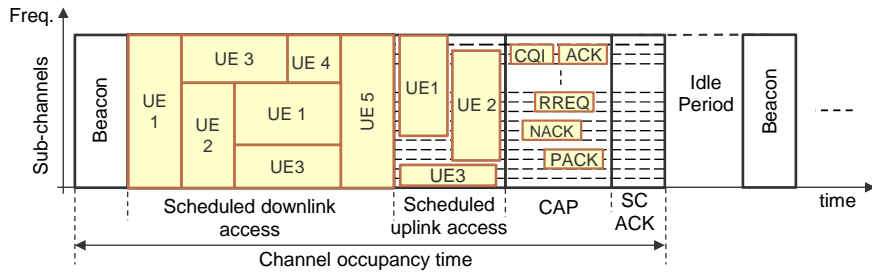 Freq.
Sub-channels
Beacon
UE
1
UE 3
UE 4
UE
2
UE 1
UE3
UE 5
UE1
UE 2
UE3
CQI
ACK
RREQ
NACK
PACK
Idle
Period
Beacon
time
Scheduled downlink
access
Scheduled
uplink access
CAP
SC
ACK
Channel occupancy time